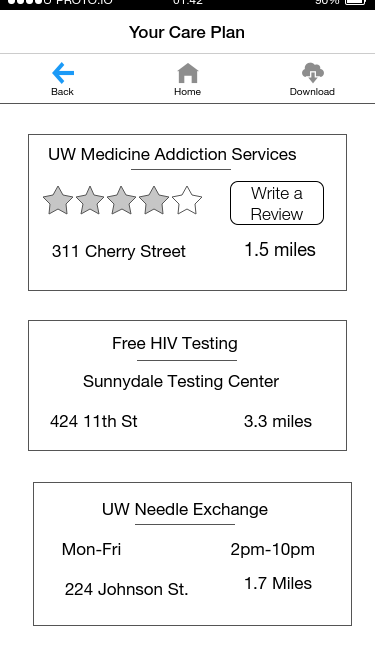 PROTO.IO 01:42 90%
Your Care Plan
Back Home Download
UW Medicine Addiction Services
Write a
Review
311 Cherry Street 1.5 miles
Free HIV Testing
Sunnydale Testing Center
424 11th St 3.3 miles
UW Needle Exchange
Mon-Fri 2pm-10pm
224 Johnson St. 1.7 Miles